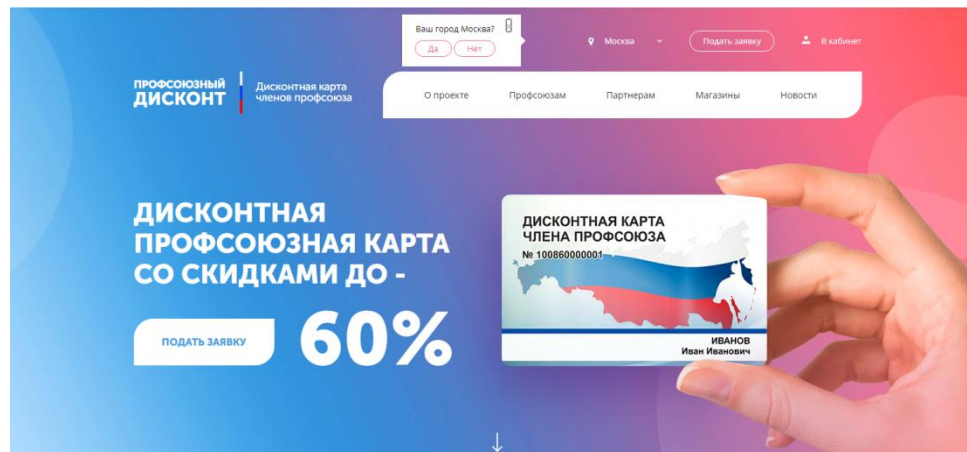 Ваш город Москва?
Да
Нет
Москва
Подать заявку
В кабинет
ПРОФСОЮЗНЫЙ
ДИСКОНТ
Дисконтная карта
членов профсоюза
О проекте
Профсоюзам
Партнерам
Магазины
Новости
ДИСКОНТНАЯ
ПРОФСОЮЗНАЯ КАРТА
СО СКИДКАМИ ДО -
ПОДАТЬ ЗАЯВКУ
60%
ДИСКОНТНАЯ КАРТА
ЧЛЕНА ПРОФСОЮЗА
№ 100860000001
ИВАНОВ
Иван Иванович